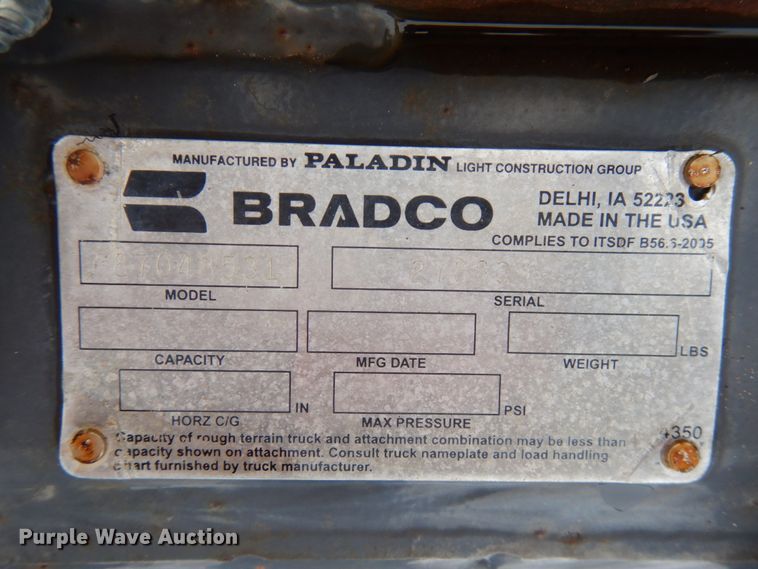 MANUFACTURED BY PALADIN LIGHT CONSTRUCTION GROUP
BRADCO
DELHI, IA 52223
MADE IN THE USA
COMPLIES TO ITSDF B56.6-2005
MODEL
SERIAL
LBS
CAPACITY
MFG DATE
WEIGHT
IN
PSI
HORZ C/G
MAX PRESSURE
Capacity of rough terrain truck and attachment combination may be less than
capacity shown on attachment. Consult truck nameplate and load handling
chart furnished by truck manufacturer.
Purple Wave Auction